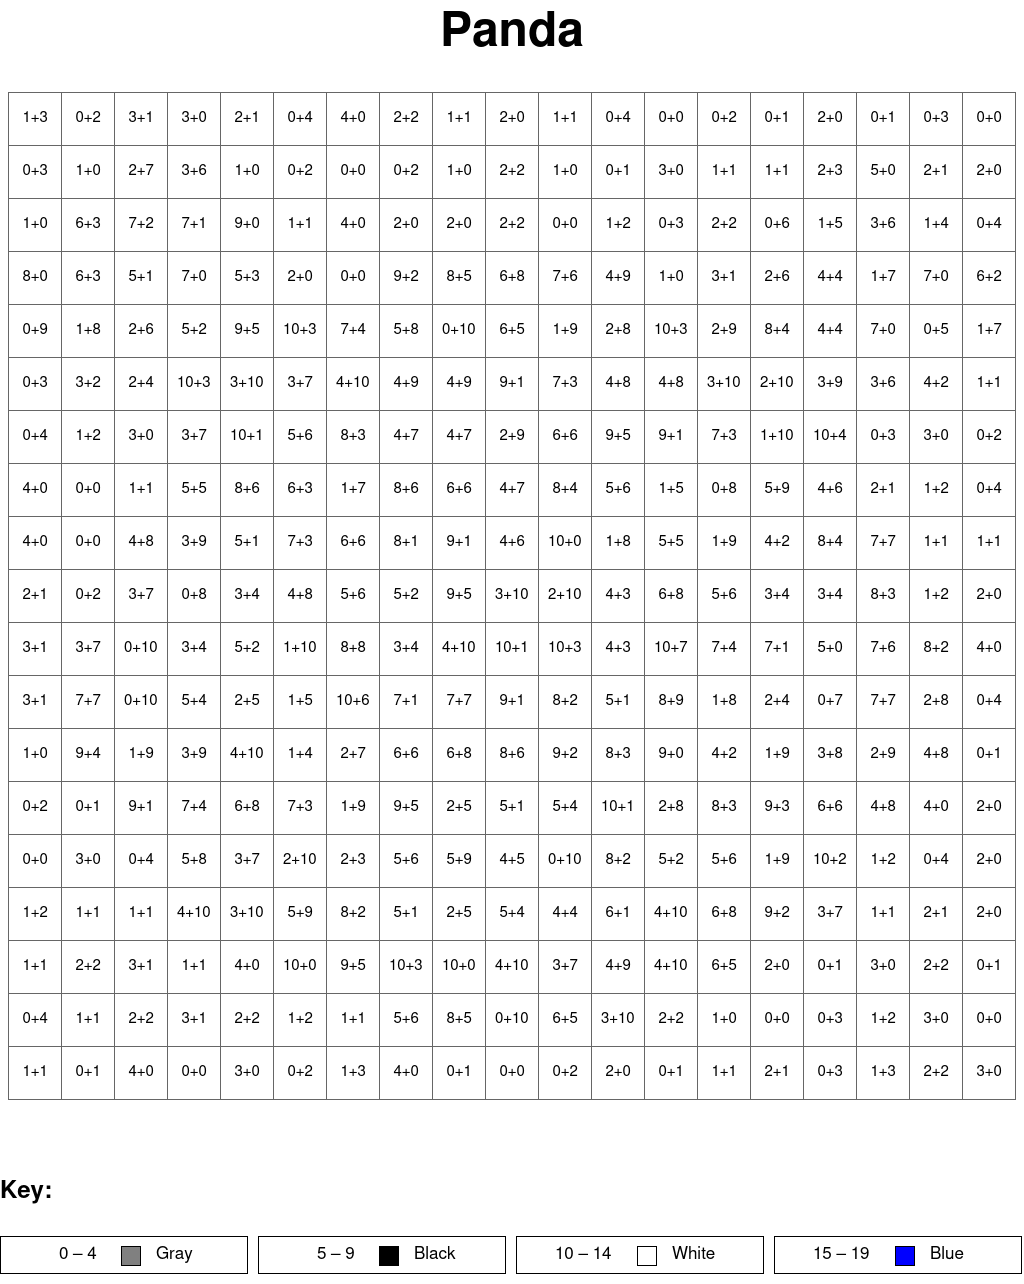 Panda
1+3 0+2 3+1 3+0 2+1 0+4 4+0 2+2 1+1 2+0 1+1 0+4 0+0 0+2 0+1 2+0 0+1 0+3 0+0
0+3 1+0 2+7 3+6 1+0 0+2 0+0 0+2 1+0 2+2 1+0 0+1 3+0 1+1 1+1 2+3 5+0 2+1 2+0
1+0 6+3 7+2 7+1 9+0 1+1 4+0 2+0 2+0 2+2 0+0 1+2 0+3 2+2 0+6 1+5 3+6 1+4 0+4
8+0 6+3 5+1 7+0 5+3 2+0 0+0 9+2 8+5 6+8 7+6 4+9 1+0 3+1 2+6 4+4 1+7 7+0 6+2
0+9 1+8 2+6 5+2 9+5 10+3 7+4 5+8 0+10 6+5 1+9 2+8 10+3 2+9 8+4 4+4 7+0 0+5 1+7
0+3 3+2 2+4 10+3 3+10 3+7 4+10 4+9 4+9 9+1 7+3 4+8 4+8 3+10 2+10 3+9 3+6 4+2 1+1
0+4 1+2 3+0 3+7 10+1 5+6 8+3 4+7 4+7 2+9 6+6 9+5 9+1 7+3 1+10 10+4 0+3 3+0 0+2
4+0 0+0 1+1 5+5 8+6 6+3 1+7 8+6 6+6 4+7 8+4 5+6 1+5 0+8 5+9 4+6 2+1 1+2 0+4
4+0 0+0 4+8 3+9 5+1 7+3 6+6 8+1 9+1 4+6 10+0 1+8 5+5 1+9 4+2 8+4 7+7 1+1 1+1
2+1 0+2 3+7 0+8 3+4 4+8 5+6 5+2 9+5 3+10 2+10 4+3 6+8 5+6 3+4 3+4 8+3 1+2 2+0
3+1 3+7 0+10 3+4 5+2 1+10 8+8 3+4 4+10 10+1 10+3 4+3 10+7 7+4 7+1 5+0 7+6 8+2 4+0
3+1 7+7 0+10 5+4 2+5 1+5 10+6 7+1 7+7 9+1 8+2 5+1 8+9 1+8 2+4 0+7 7+7 2+8 0+4
1+0 9+4 1+9 3+9 4+10 1+4 2+7 6+6 6+8 8+6 9+2 8+3 9+0 4+2 1+9 3+8 2+9 4+8 0+1
0+2 0+1 9+1 7+4 6+8 7+3 1+9 9+5 2+5 5+1 5+4 10+1 2+8 8+3 9+3 6+6 4+8 4+0 2+0
0+0 3+0 0+4 5+8 3+7 2+10 2+3 5+6 5+9 4+5 0+10 8+2 5+2 5+6 1+9 10+2 1+2 0+4 2+0
1+2 1+1 1+1 4+10 3+10 5+9 8+2 5+1 2+5 5+4 4+4 6+1 4+10 6+8 9+2 3+7 1+1 2+1 2+0
1+1 2+2 3+1 1+1 4+0 10+0 9+5 10+3 10+0 4+10 3+7 4+9 4+10 6+5 2+0 0+1 3+0 2+2 0+1
0+4 1+1 2+2 3+1 2+2 1+2 1+1 5+6 8+5 0+10 6+5 3+10 2+2 1+0 0+0 0+3 1+2 3+0 0+0
1+1 0+1 4+0 0+0 3+0 0+2 1+3 4+0 0+1 0+0 0+2 2+0 0+1 1+1 2+1 0+3 1+3 2+2 3+0
Key:
0 – 4 Gray 5 – 9 Black 10 – 14 White 15 – 19 Blue